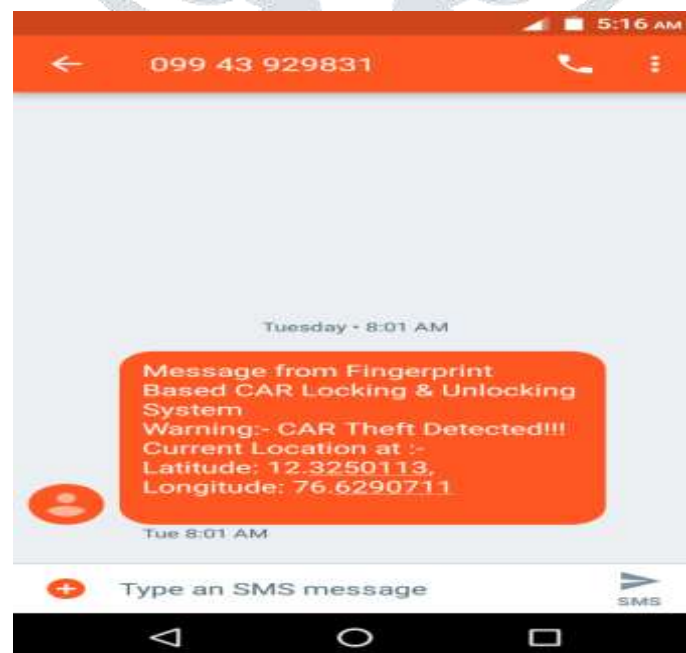 5:16 AM
099 43 929831
Tuesday • 8:01 AM
Message from Fingerprint
Based CAR Locking & Unlocking
System
Warning:- CAR Theft Detected!!!
Current Location at :-
Latitude: 12.3250113,
Longitude: 76.6290711
Tue 8:01 AM
Type an SMS message
SMS